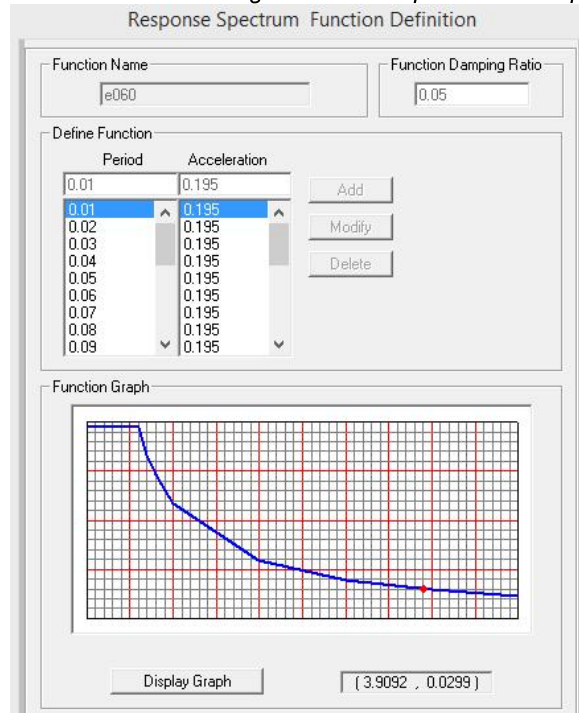 Response Spectrum Function Definition
Function Name
Function Damping Ratio
e060
0.05
Define Function
Period Acceleration
0.01 0.195
Add
0.01 0.195
0.02 0.195
Modify
0.03 0.195
0.04 0.195
Delete
0.05 0.195
0.06 0.195
0.07 0.195
0.08 0.195
0.09 0.195
Function Graph
Display Graph
( 3.9092 , 0.0299 )